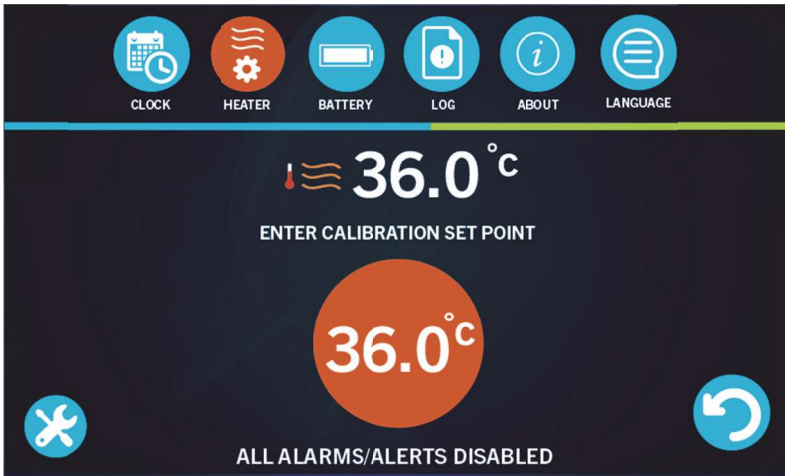 CLOCK HEATER BATTERY LOG ABOUT LANGUAGE
36.0°C
ENTER CALIBRATION SET POINT
36.0°C
ALL ALARMS/ALERTS DISABLED